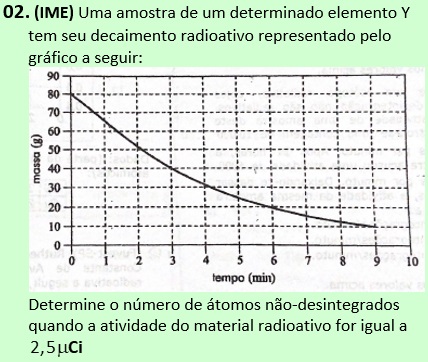 02. (IME) Uma amostra de um determinado elemento Y
tem seu decaimento radioativo representado pelo
gráfico a seguir:
90
80
70
60
50
40
30
20
10
0
massa (g)
0 1 2 3 4 5 6 7 8 9 10
tempo (min)
Determine o número de átomos não-desintegrados
quando a atividade do material radioativo for igual a
2,5μCi